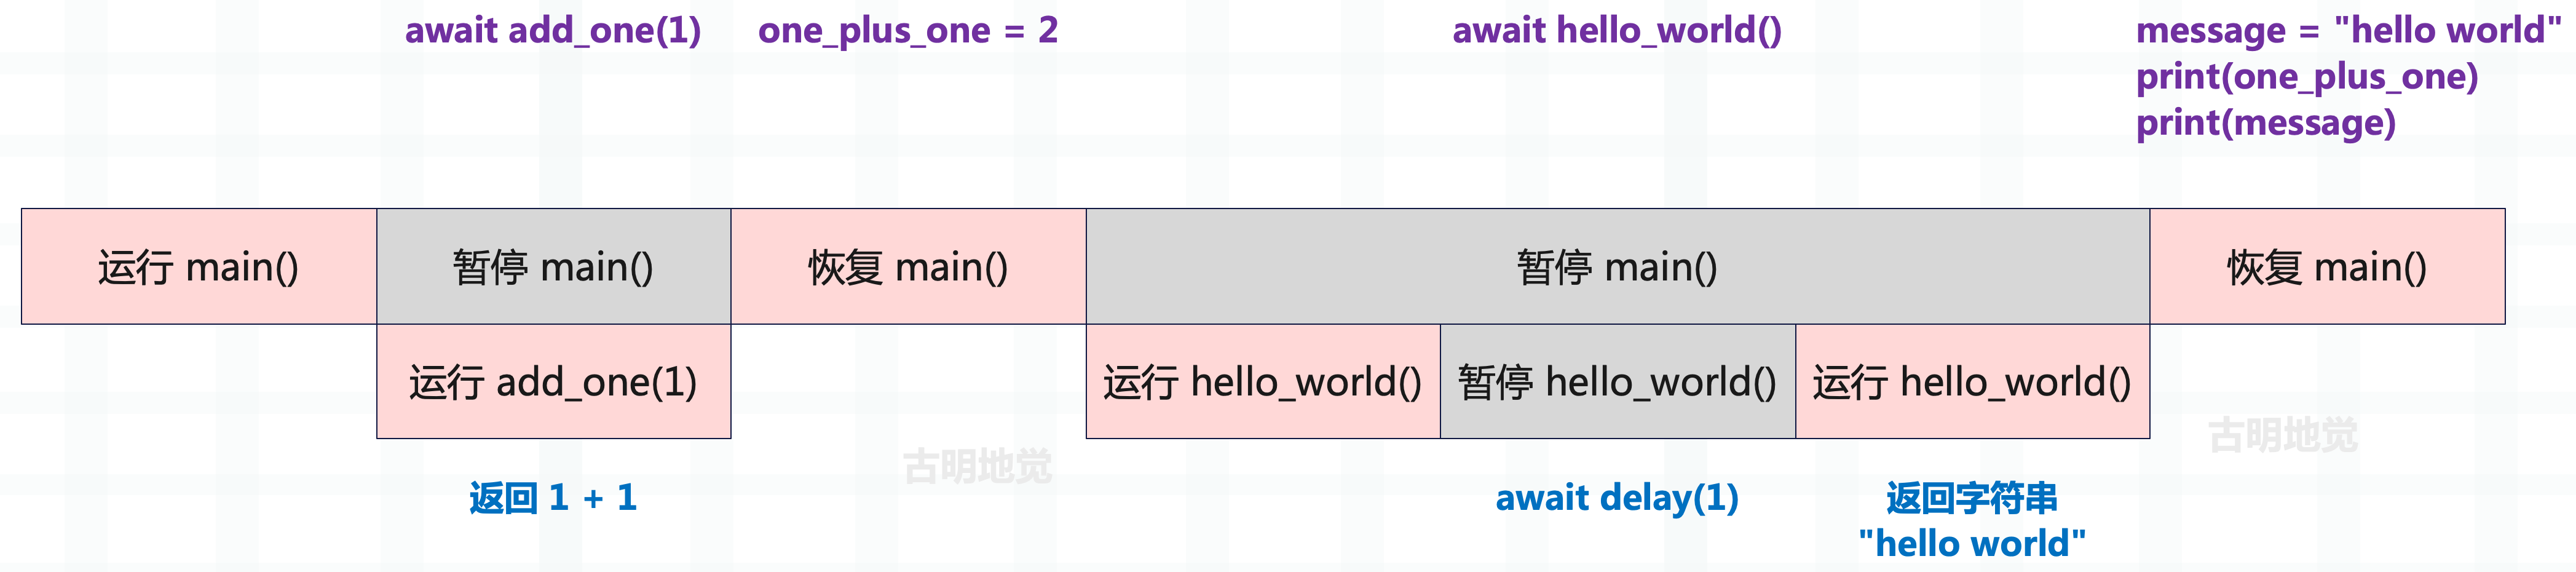 await add_one(1)
one_plus_one = 2
await hello_world()
message = "hello world"
print(one_plus_one)
print(message)
运行 main()
暂停 main()
恢复 main()
暂停 main()
恢复 main()
运行 add_one(1)
运行 hello_world()
暂停 hello_world()
运行 hello_world()
古明地觉
古明地觉
返回 1 + 1
await delay(1)
返回字符串
"hello world"